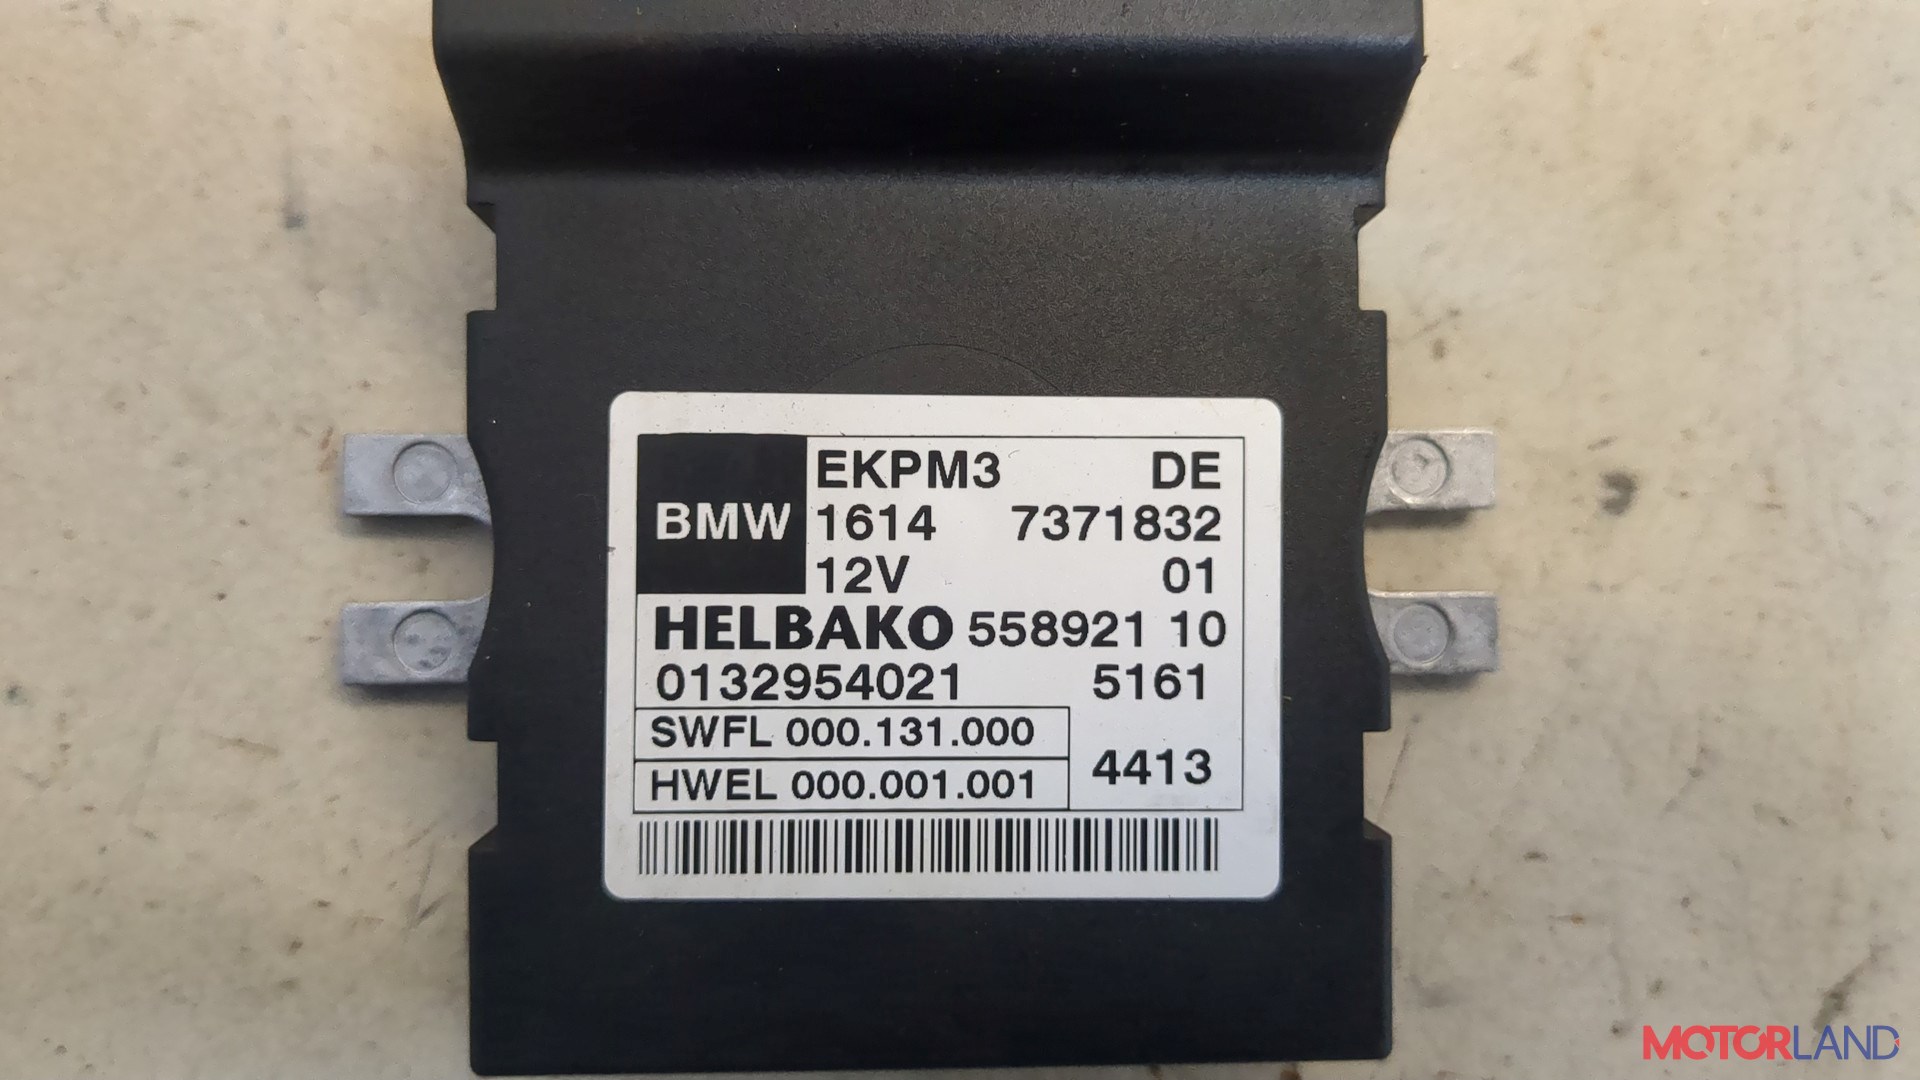 BMW
EKPM3 DE
1614 7371832
12V 01
HELBAKO 558921 10
0132954021 5161
SWFL 000.131.000
HWEL 000.001.001
4413
MOTORLAND